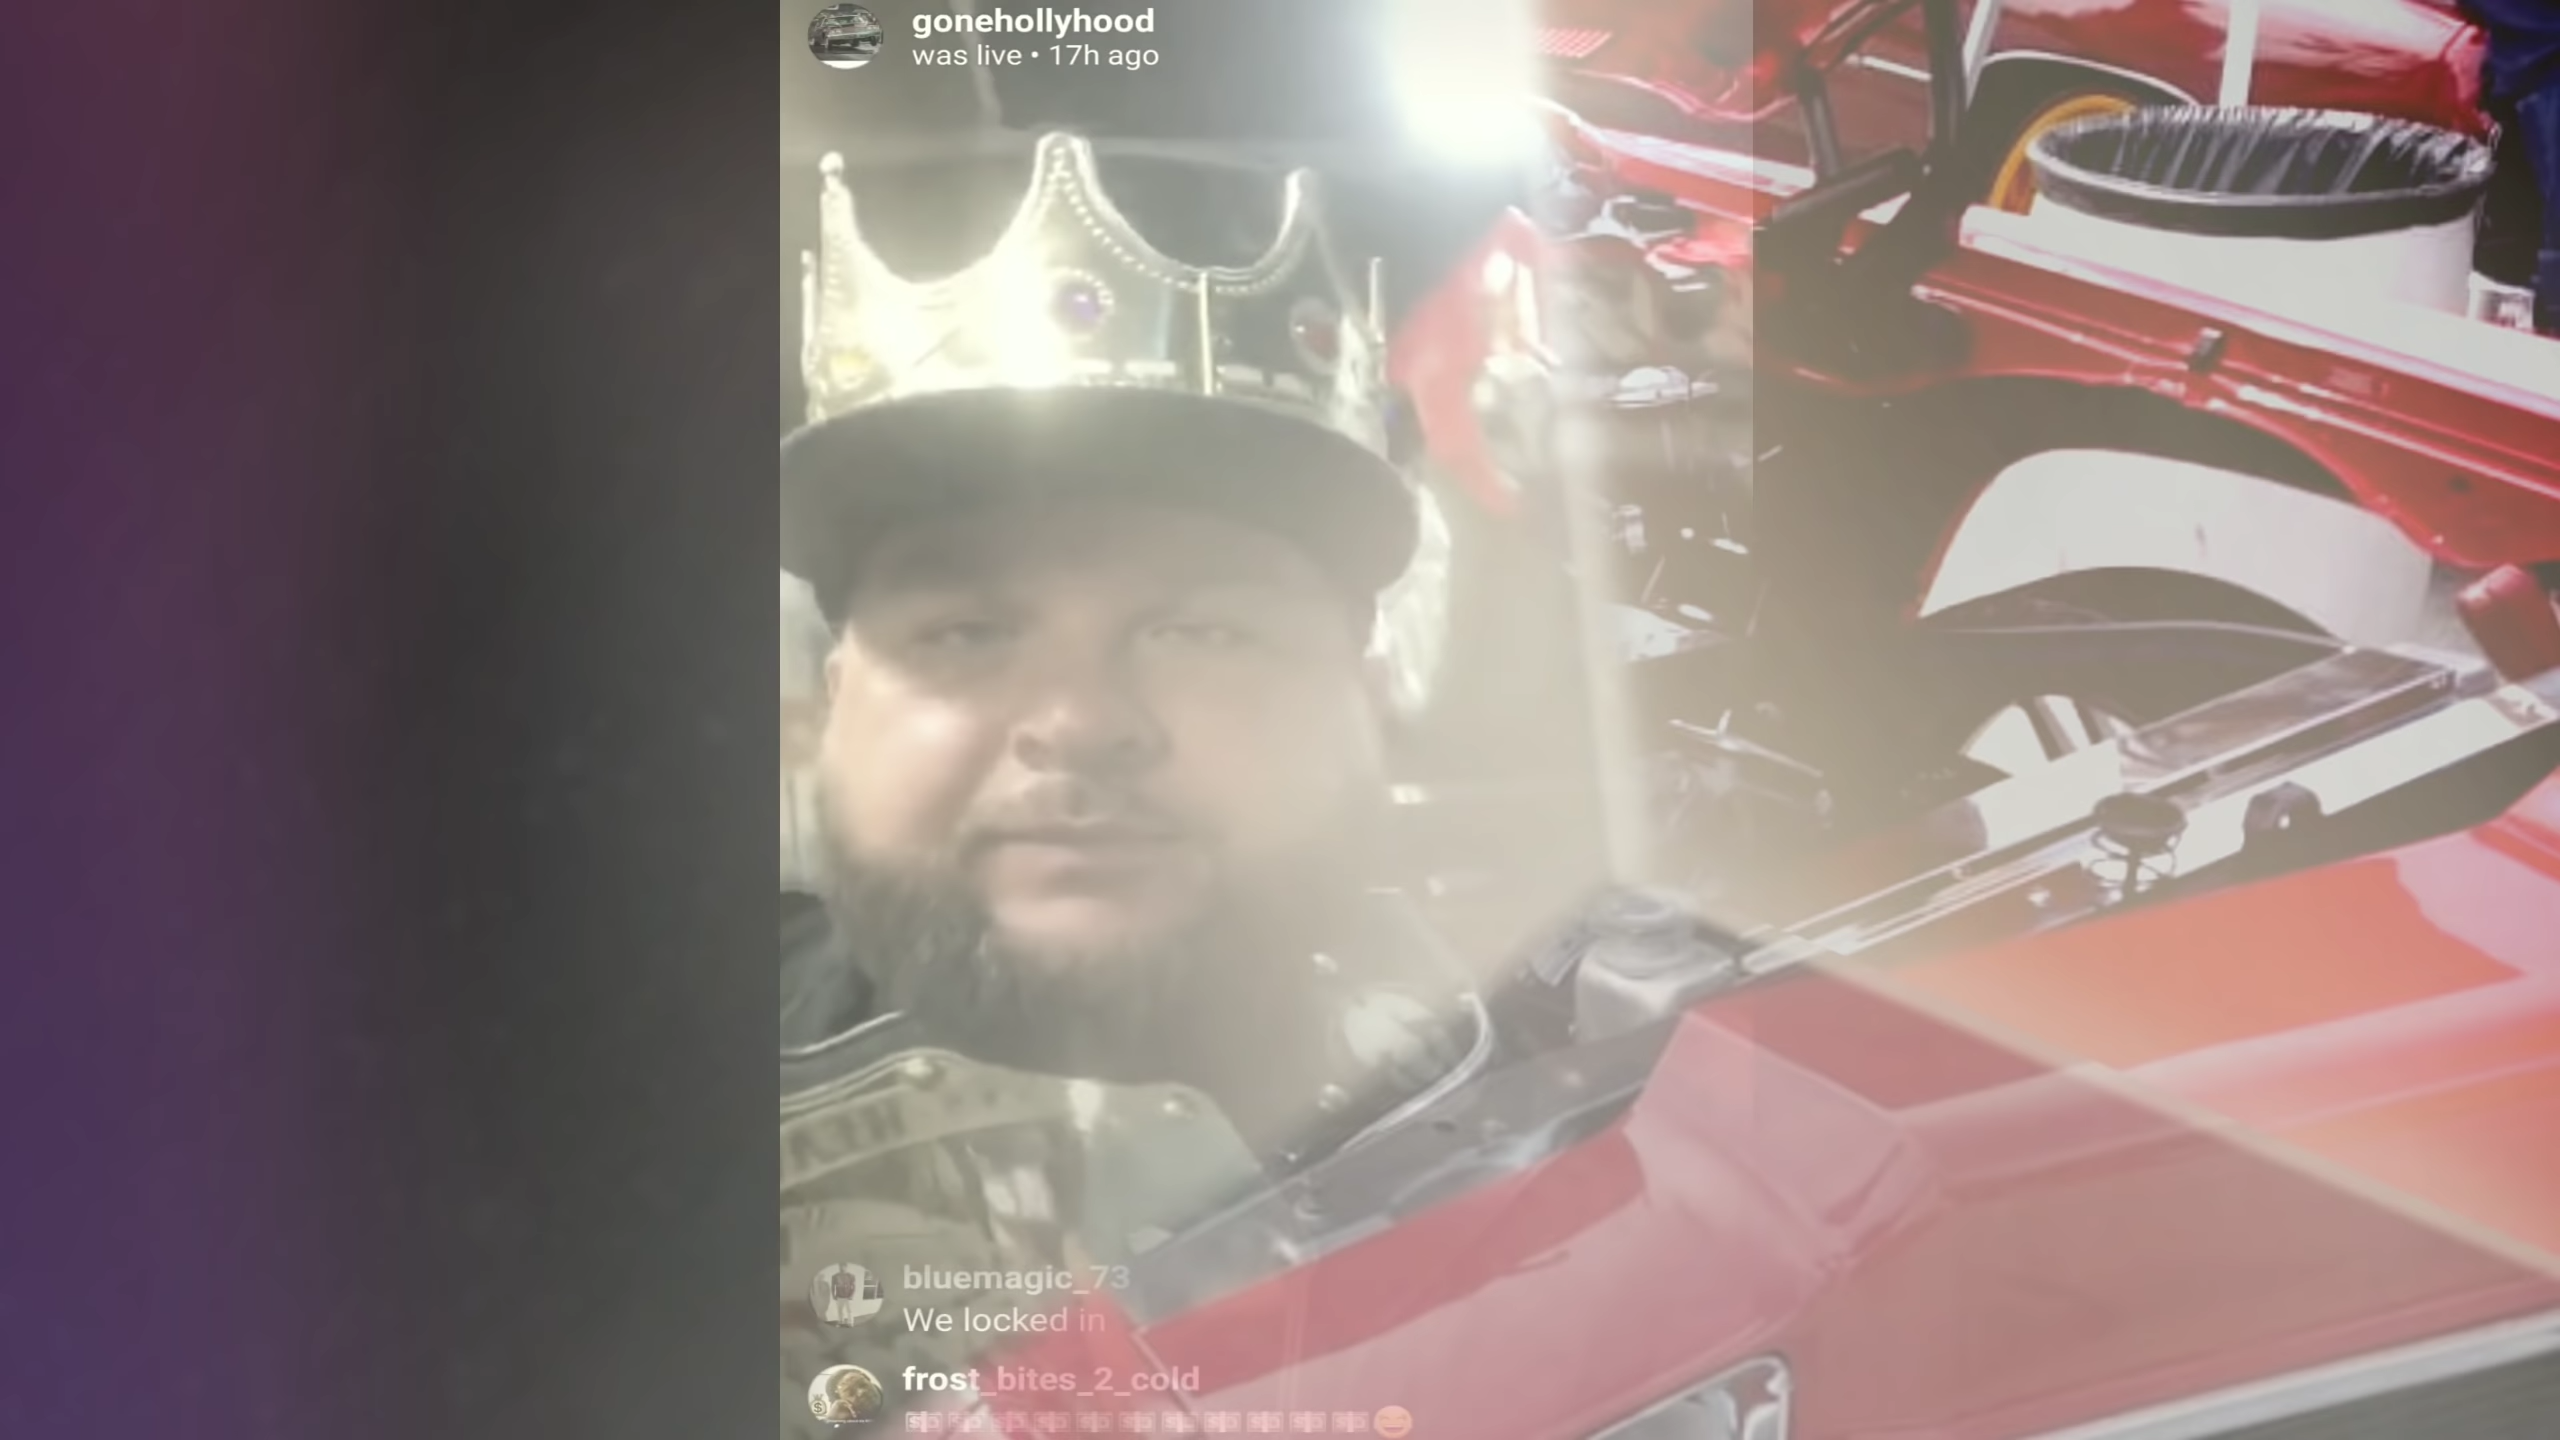 gonehollyhood
was live • 17h ago
bluemagic_73
We locked in
frost_bites_2_cold